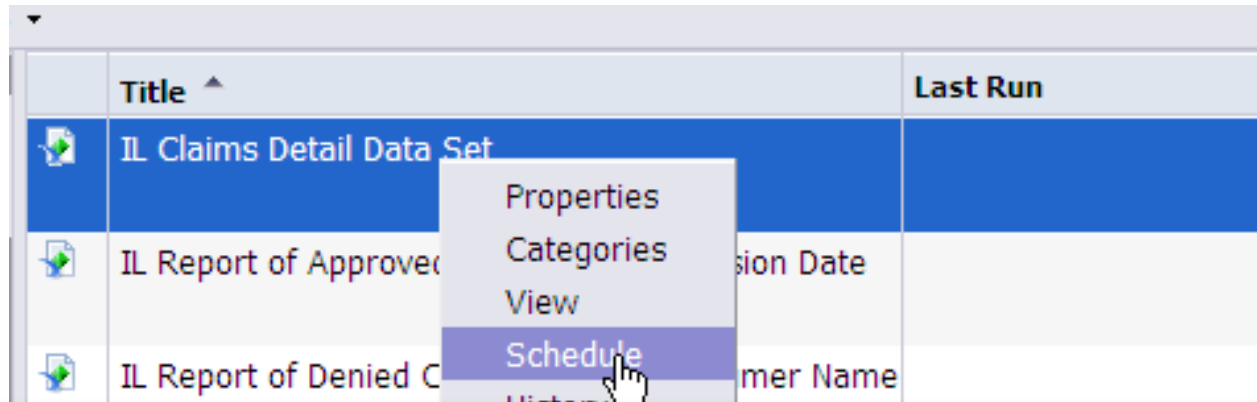 Title Last Run
IL Claims Detail Data Set
Properties
Categories
IL Report of Approved sion Date
View
Schedule
IL Report of Denied C mer Name
History